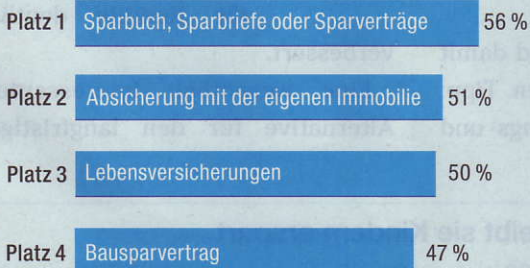 Platz 1 Sparbuch, Sparbriefe oder Sparverträge 56 %
Platz 2 Absicherung mit der eigenen Immobilie 51 %
Platz 3 Lebensversicherungen 50 %
Platz 4 Bausparvertrag 47 %